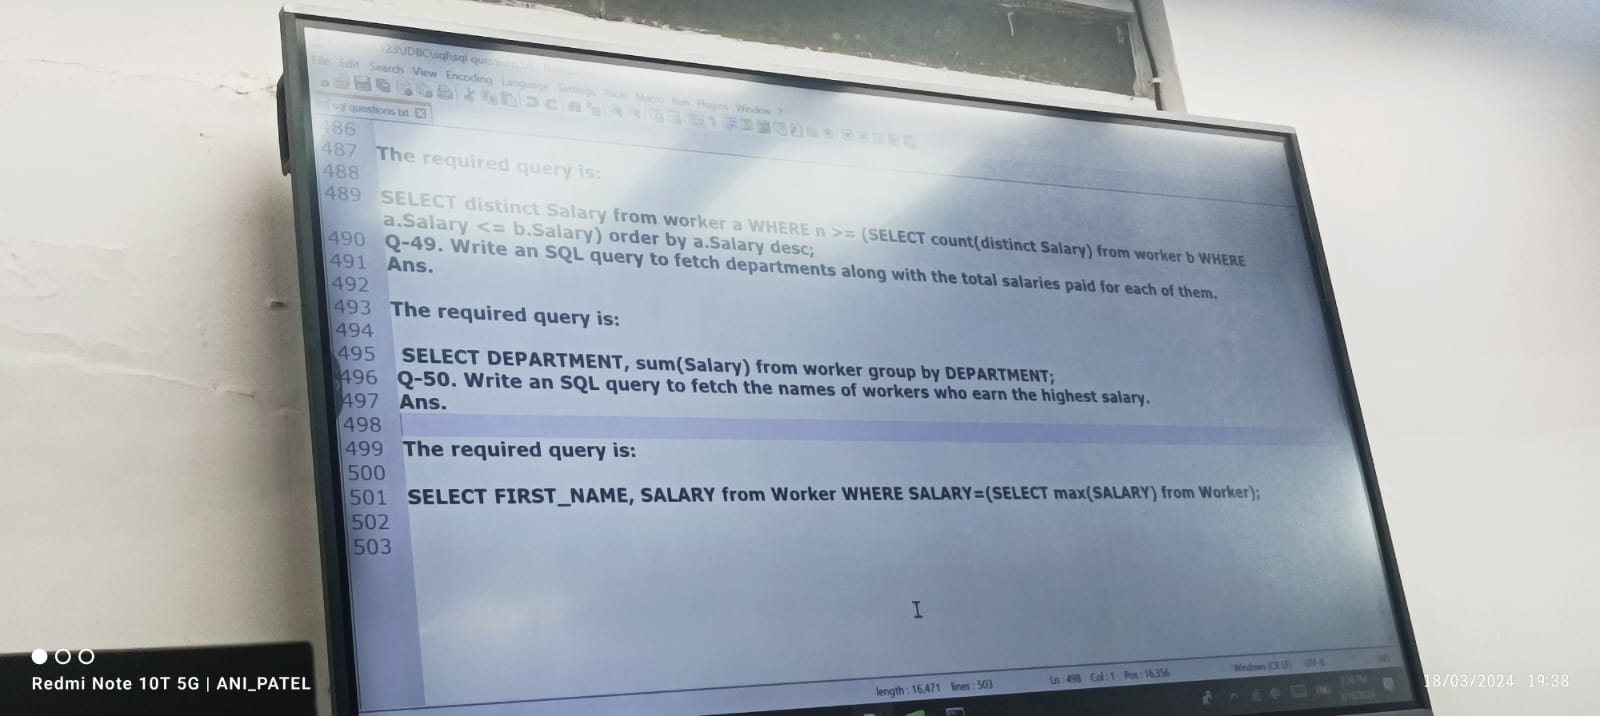 123\JDBC\sql\sql questions
File Edit Search View Encoding Language Settings Tools Macro Run Plugins Window ?
sql questions.txt
486
487 The required query is:
488
489 SELECT distinct Salary from worker a WHERE n >= (SELECT count(distinct Salary) from worker b WHERE
a.Salary <= b.Salary) order by a.Salary desc;
490 Q-49. Write an SQL query to fetch departments along with the total salaries paid for each of them.
491 Ans.
492
493 The required query is:
494
495 SELECT DEPARTMENT, sum(Salary) from worker group by DEPARTMENT;
496 Q-50. Write an SQL query to fetch the names of workers who earn the highest salary.
497 Ans.
498
499 The required query is:
500
501 SELECT FIRST_NAME, SALARY from Worker WHERE SALARY=(SELECT max(SALARY) from Worker);
502
503
length : 16,471 lines : 503 Ln : 498 Col : 1 Pos : 16,356 Windows (CR LF) UTF-8 INS
ENG 7:38 PM
Redmi Note 10T 5G | ANI_PATEL
18/03/2024 19:38